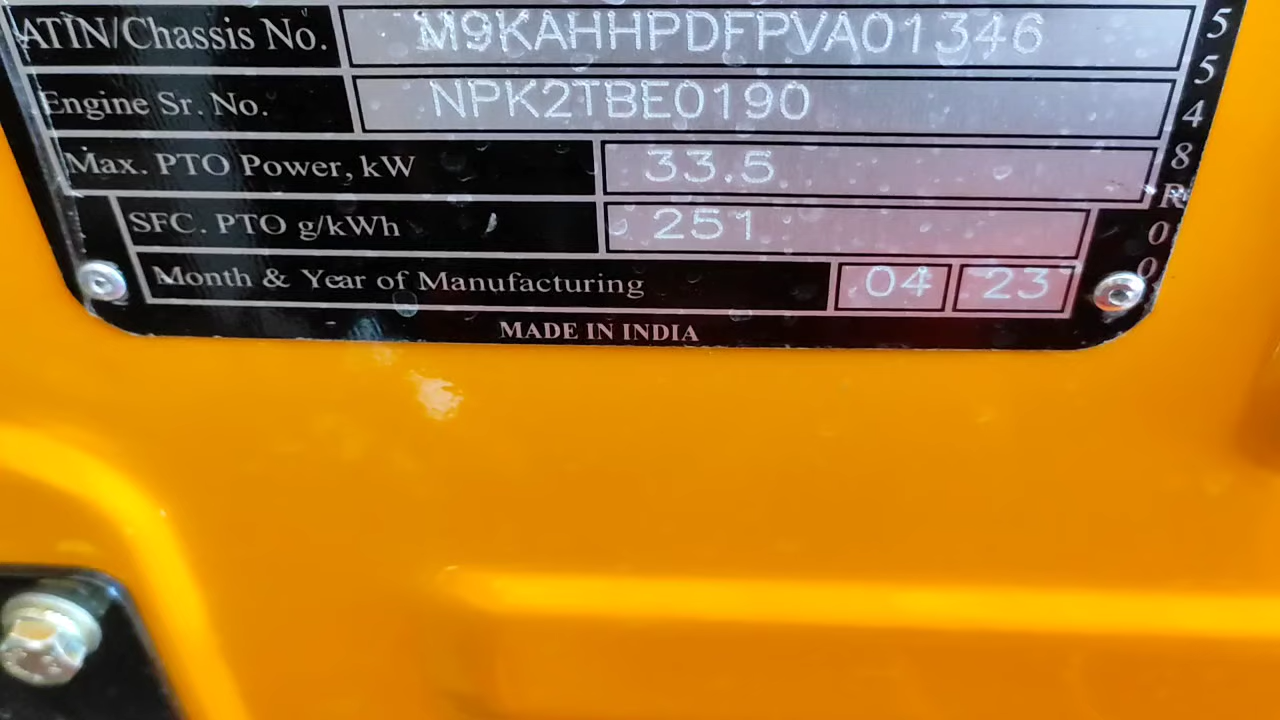 ATIN/Chassis No. M9KAHHPDFPVA01346
Engine Sr. No. NPK2TBE0190
Max. PTO Power, kW 33.5
SFC. PTO g/kWh 251
Month & Year of Manufacturing 04 23
MADE IN INDIA
5548R00